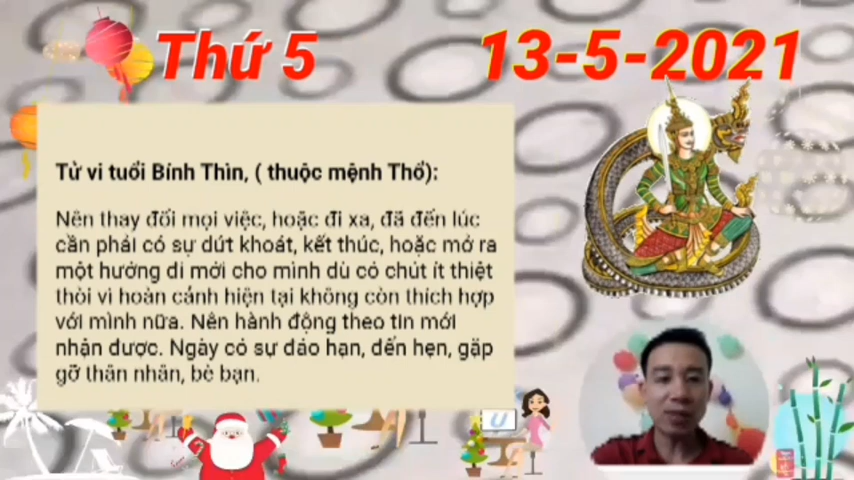 Thứ 5
13-5-2021
Tử vi tuổi Bính Thìn, ( thuộc mệnh Thổ):
Nên thay đổi mọi việc, hoặc đi xa, đã đến lúc
cần phải có sự dứt khoát, kết thúc, hoặc mở ra
một hướng đi mới cho mình dù có chút ít thiệt
thòi vì hoàn cảnh hiện tại không còn thích hợp
với mình nữa. Nên hành động theo tin mới
nhận được. Ngày có sự đáo hạn, đến hẹn, gặp
gỡ thân nhân, bè bạn.
U